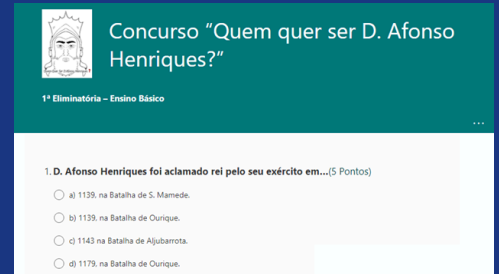 Concurso "Quem quer ser D. Afonso
Henriques?"
1ª Eliminatória – Ensino Básico
...
1. D. Afonso Henriques foi aclamado rei pelo seu exército em...(5 Pontos)
a) 1139, na Batalha de S. Mamede.
b) 1139, na Batalha de Ourique.
c) 1143 na Batalha de Aljubarrota.
d) 1179, na Batalha de Ourique.